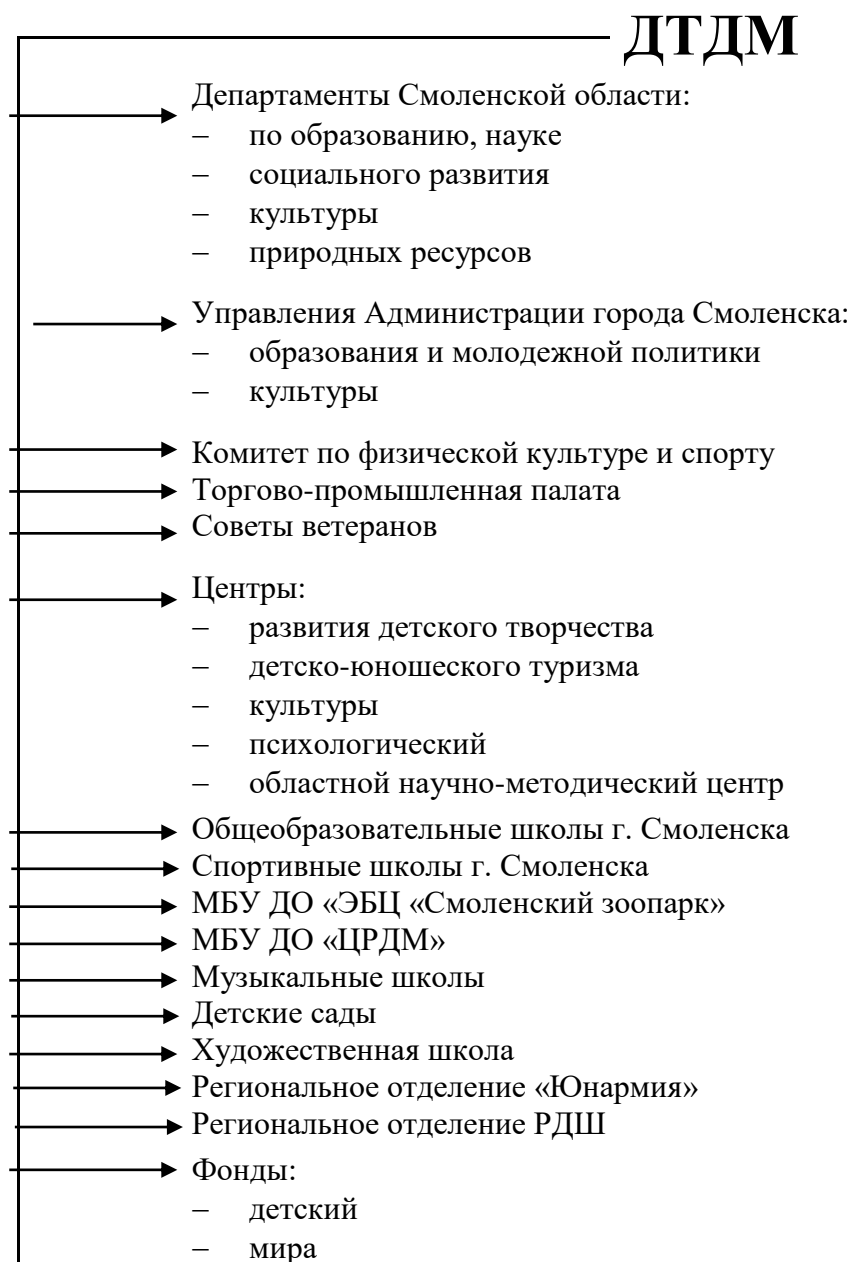 ДТДМ
Департаменты Смоленской области:
– по образованию, науке
– социального развития
– культуры
– природных ресурсов
Управления Администрации города Смоленска:
– образования и молодежной политики
– культуры
Комитет по физической культуре и спорту
Торгово-промышленная палата
Советы ветеранов
Центры:
– развития детского творчества
– детско-юношеского туризма
– культуры
– психологический
– областной научно-методический центр
Общеобразовательные школы г. Смоленска
Спортивные школы г. Смоленска
МБУ ДО «ЭБЦ «Смоленский зоопарк»
МБУ ДО «ЦРДМ»
Музыкальные школы
Детские сады
Художественная школа
Региональное отделение «Юнармия»
Региональное отделение РДШ
Фонды:
– детский
– мира